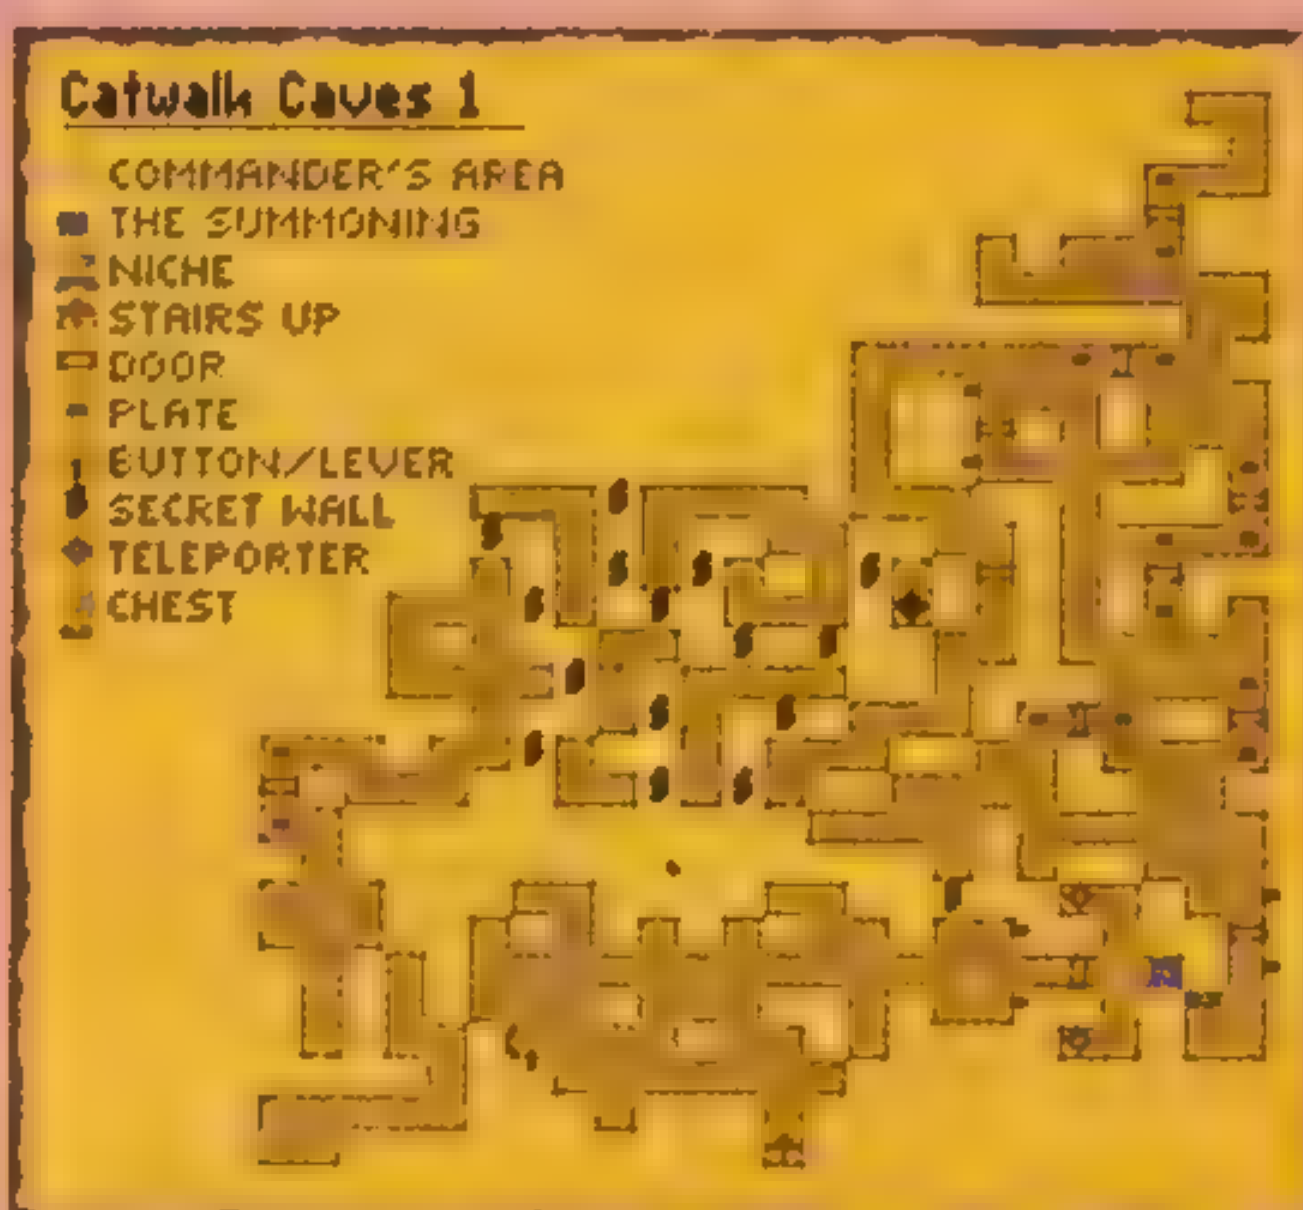 Catwalk Caves 1
COMMANDER'S AREA
THE SUMMONING
NICHE
STAIRS UP
DOOR
PLATE
BUTTON/LEVER
SECRET WALL
TELEPORTER
CHEST